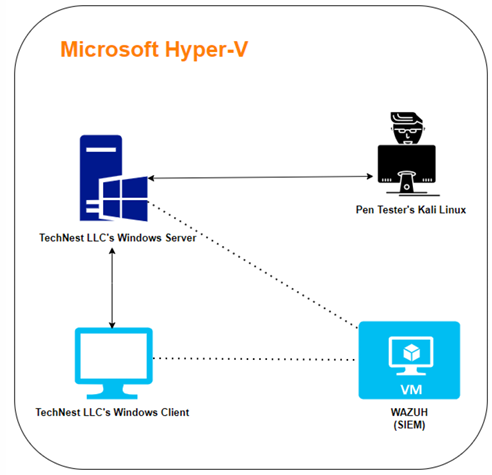 Microsoft Hyper-V
TechNest LLC's Windows Server
Pen Tester's Kali Linux
TechNest LLC's Windows Client
VM
WAZUH
(SIEM)